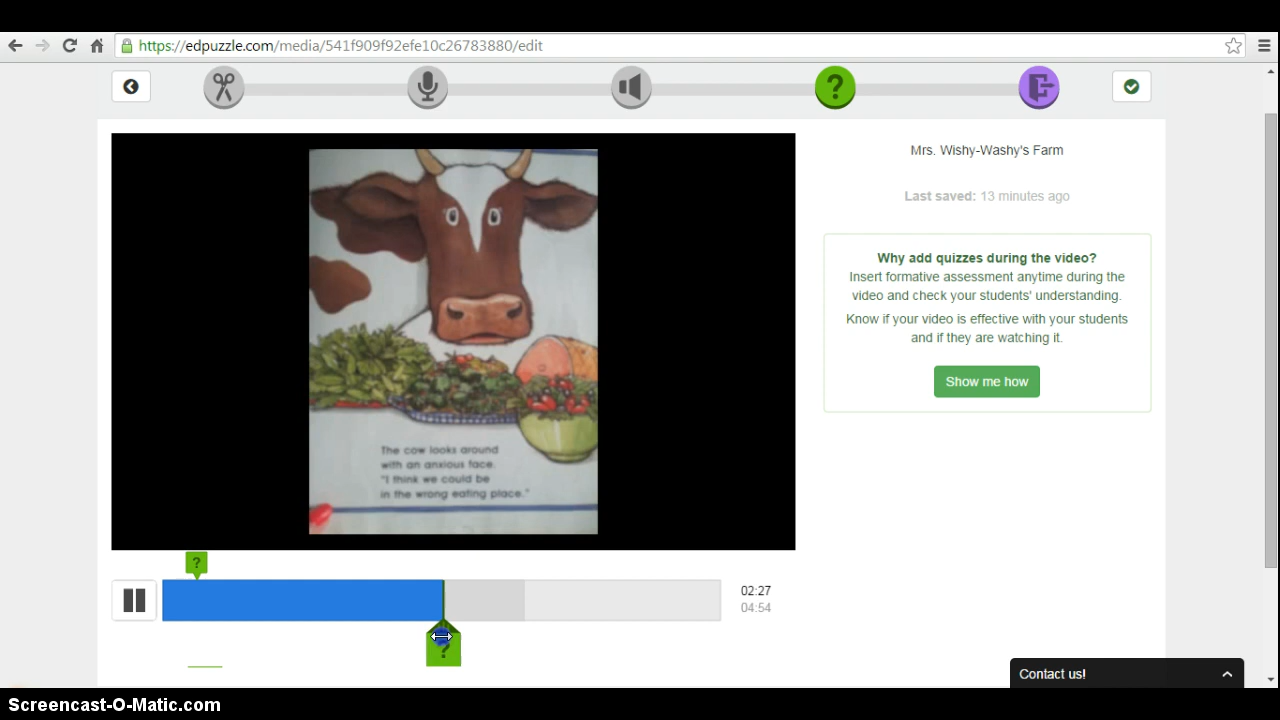 https://edpuzzle.com/media/541f909f92efe10c26783880/edit
?
Mrs. Wishy-Washy's Farm
Last saved: 13 minutes ago
Why add quizzes during the video?
Insert formative assessment anytime during the
video and check your students' understanding.
Know if your video is effective with your students
and if they are watching it.
Show me how
The cow looks around
with an anxious face.
"I think we could be
in the wrong eating place."
?
02:27
04:54
?
Contact us!
Screencast-O-Matic.com